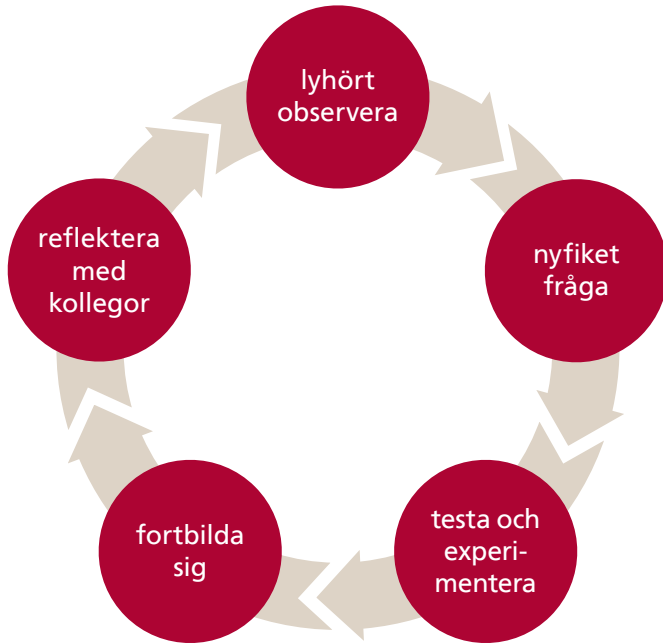 lyhört
observera
nyfiket
fråga
testa och
experi-
mentera
fortbilda
sig
reflektera
med
kollegor